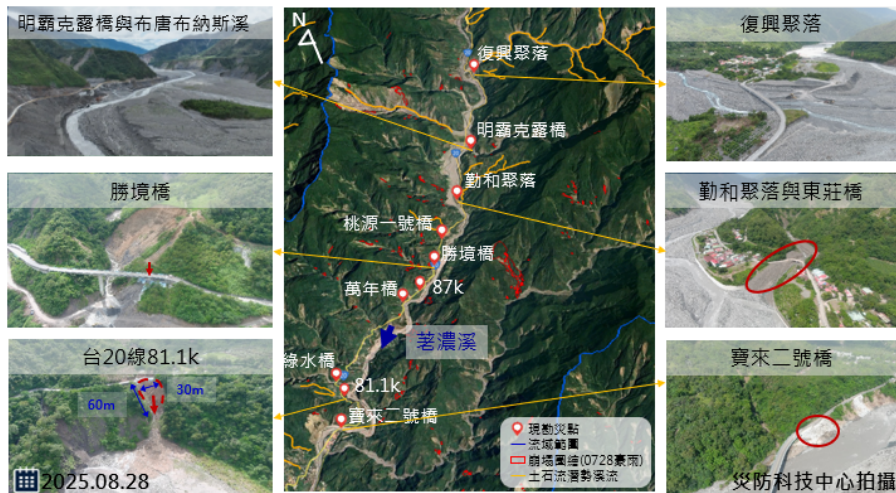 明霸克露橋與布唐布納斯溪
勝境橋
台20線81.1k
60m
30m
2025.08.28
N
復興聚落
明霸克露橋
勤和聚落
桃源一號橋
勝境橋
87k
萬年橋
荖濃溪
綠水橋
81.1k
寶來二號橋
現勘災點
流域範圍
崩塌圈繪(0728豪雨)
土石流潛勢溪流
復興聚落
勤和聚落與東莊橋
寶來二號橋
災防科技中心拍攝